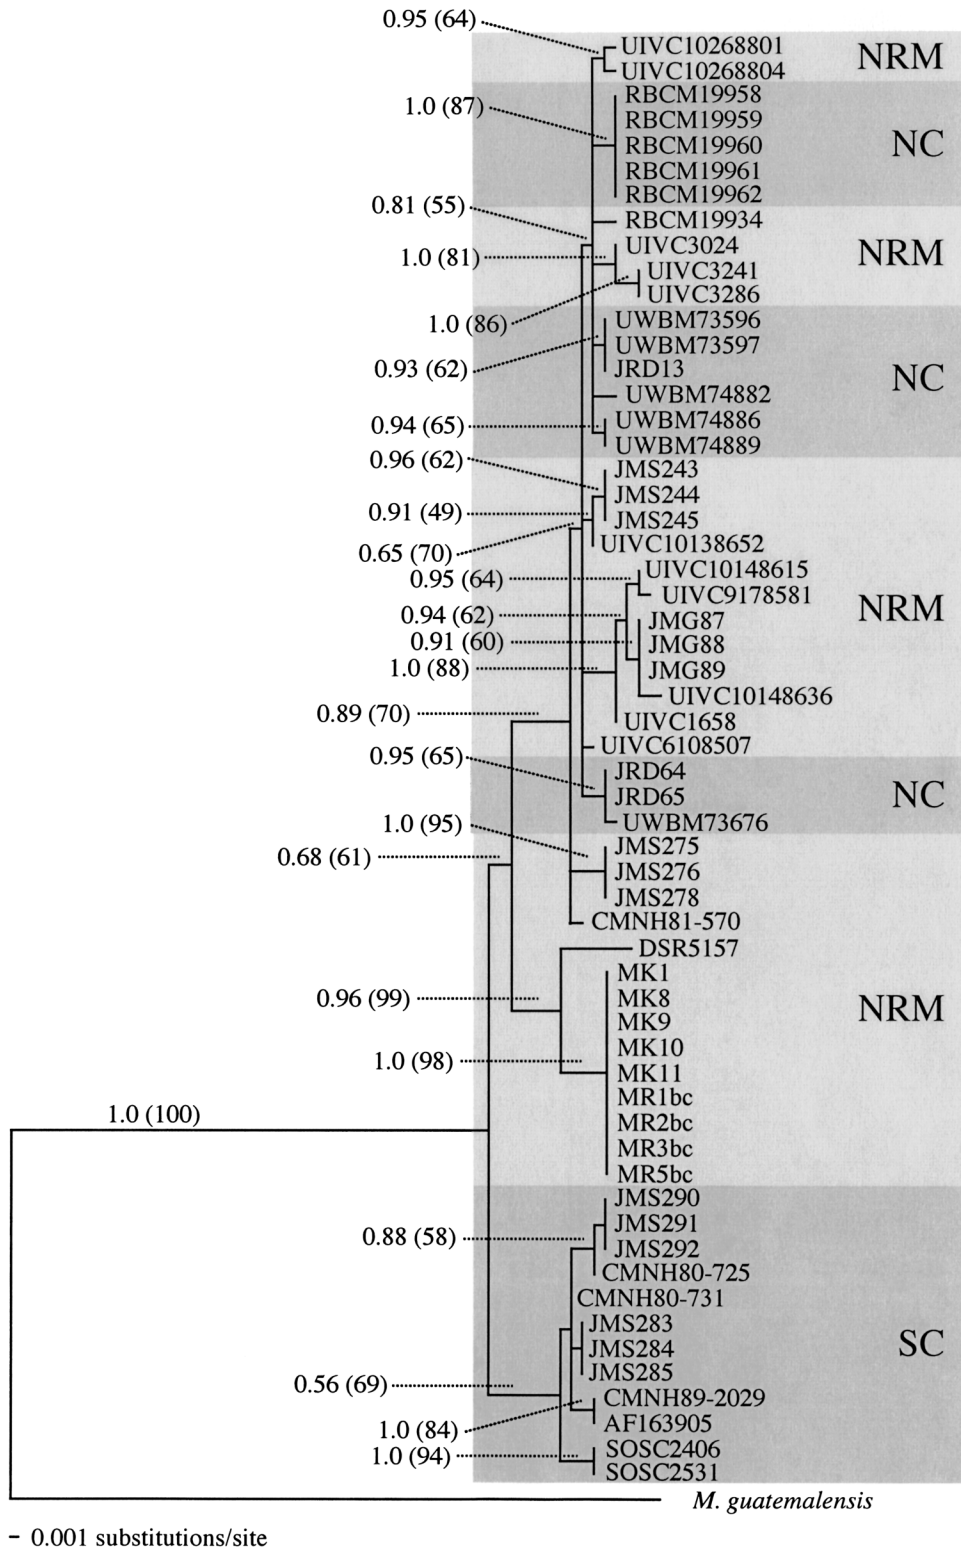 0.95 (64)
UIVC10268801
UIVC10268804
NRM
RBCM19958
1.0 (87)
RBCM19959
RBCM19960
NC
RBCM19961
RBCM19962
0.81 (55)
RBCM19934
UIVC3024
1.0 (81)
NRM
UIVC3241
UIVC3286
1.0 (86)
UWBM73596
UWBM73597
0.93 (62)
JRD13
NC
UWBM74882
UWBM74886
0.94 (65)
UWBM74889
0.96 (62)
JMS243
JMS244
0.91 (49)
JMS245
UIVC10138652
0.65 (70)
UIVC10148615
0.95 (64)
UIVC9178581
NRM
0.94 (62)
JMG87
0.91 (60)
JMG88
1.0 (88)
JMG89
UIVC10148636
0.89 (70)
UIVC1658
UIVC6108507
0.95 (65)
JRD64
JRD65
NC
UWBM73676
1.0 (95)
JMS275
0.68 (61)
JMS276
JMS278
CMNH81-570
DSR5157
MK1
0.96 (99)
MK8
NRM
MK9
MK10
1.0 (98)
MK11
MR1bc
1.0 (100)
MR2bc
MR3bc
MR5bc
JMS290
JMS291
0.88 (58)
JMS292
CMNH80-725
CMNH80-731
JMS283
JMS284
SC
JMS285
0.56 (69)
CMNH89-2029
AF163905
1.0 (84)
SOSC2406
1.0 (94)
SOSC2531
M. guatemalensis
0.001 substitutions/site